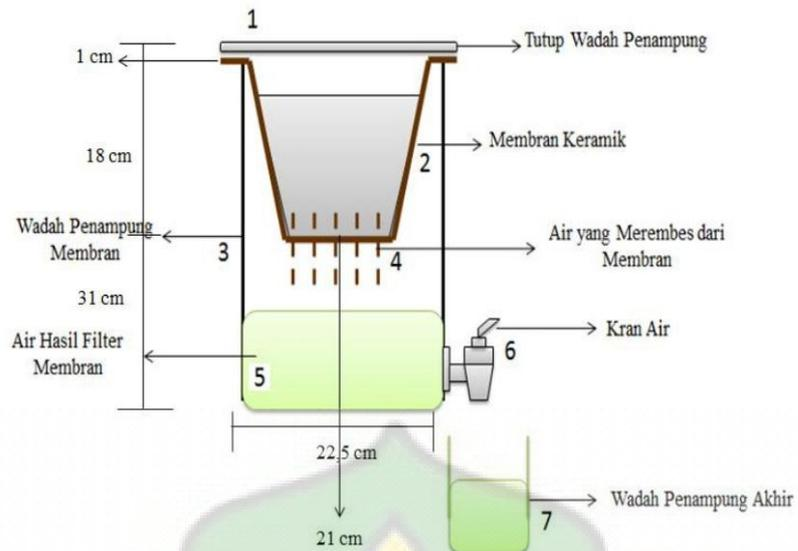 1
Tutup Wadah Penampung
1 cm
18 cm
Membran Keramik
2
Wadah Penampung
Membran
3
4
Air yang Merembes dari
Membran
31 cm
Air Hasil Filter
Membran
5
6
Kran Air
22,5 cm
Wadah Penampung Akhir
7
21 cm